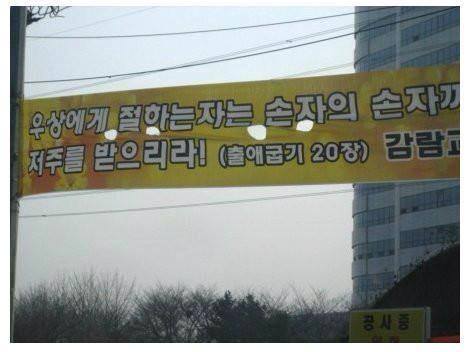 우상에게 절하는자는 손자의 손자까
저주를 받으리라! (출애굽기 20장) 감람교
공사중